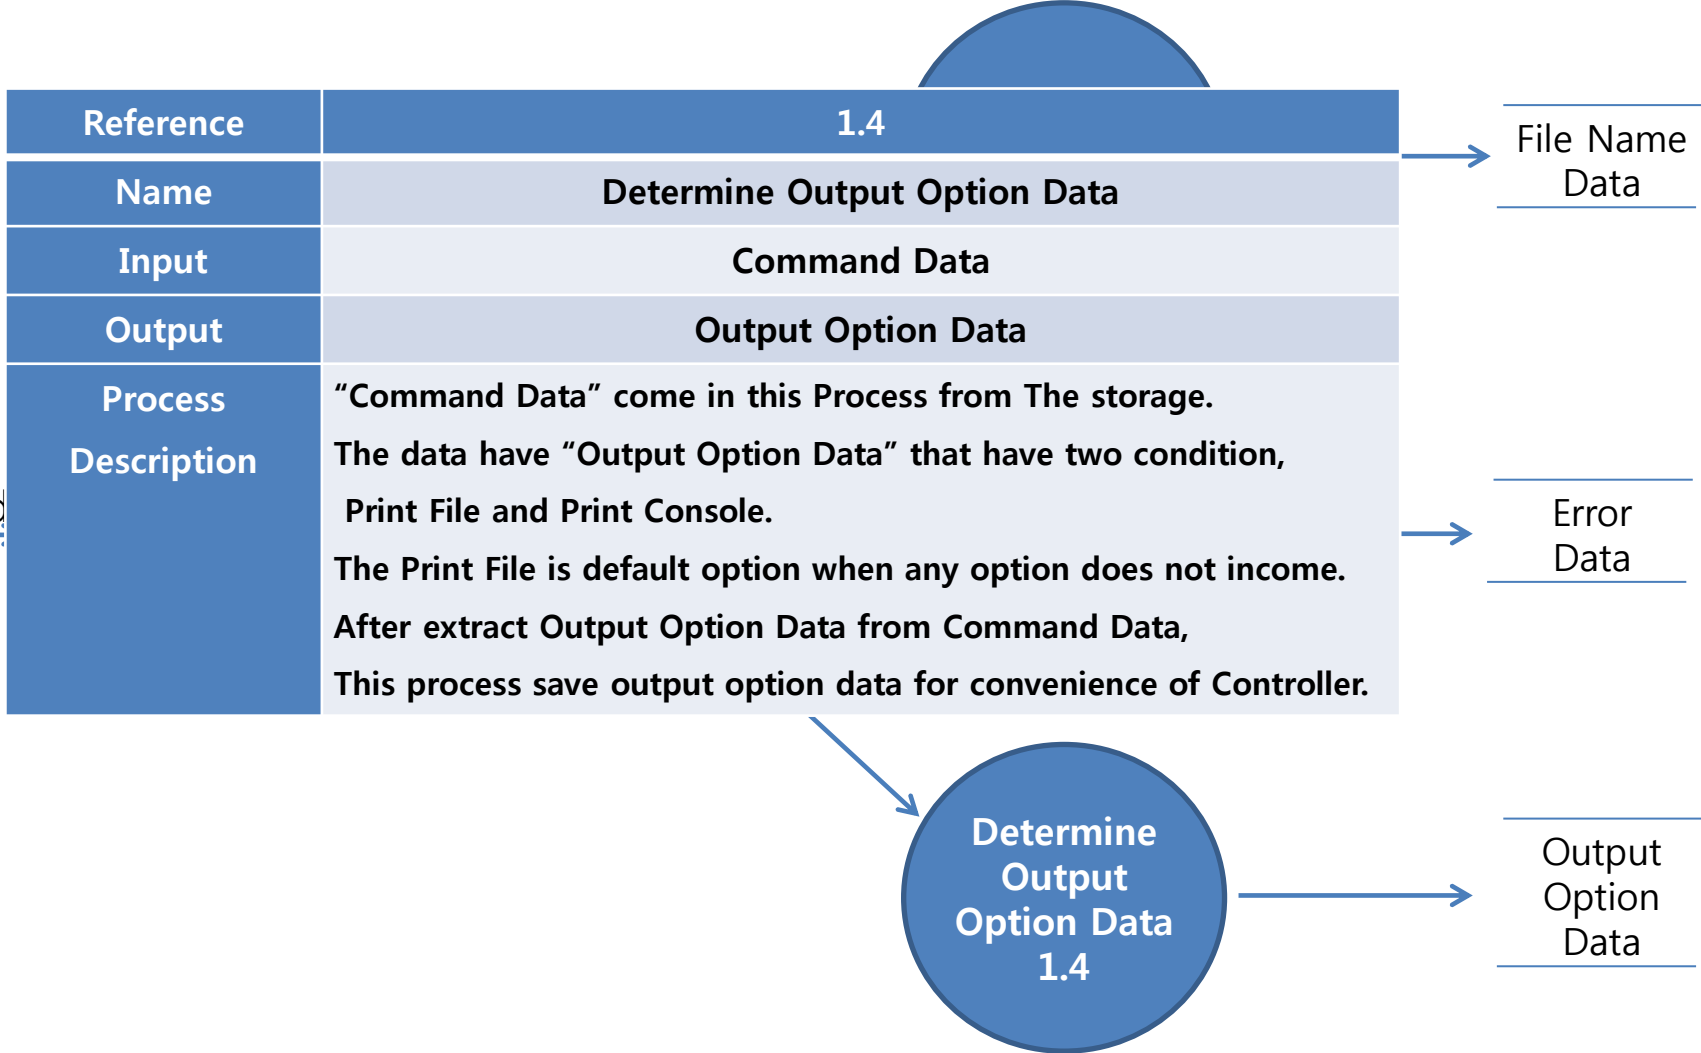 Reference 1.4
Name Determine Output Option Data
Input Command Data
Output Output Option Data
Process
Description
“Command Data” come in this Process from The storage.
The data have “Output Option Data” that have two condition,
Print File and Print Console.
The Print File is default option when any option does not income.
After extract Output Option Data from Command Data,
This process save output option data for convenience of Controller.
File Name
Data
Error
Data
Determine
Output
Option Data
1.4
Output
Option
Data